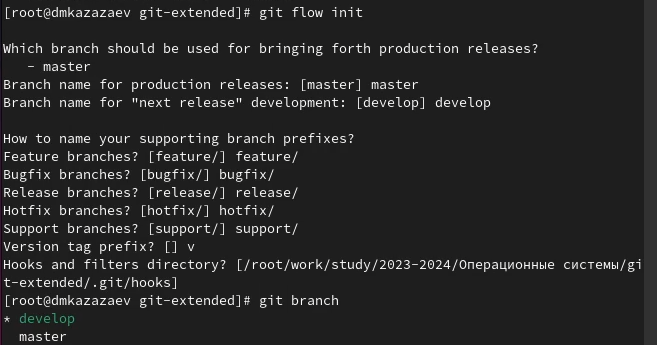 [root@dmkazazaev git-extended]# git flow init
Which branch should be used for bringing forth production releases?
- master
Branch name for production releases: [master] master
Branch name for "next release" development: [develop] develop
How to name your supporting branch prefixes?
Feature branches? [feature/] feature/
Bugfix branches? [bugfix/] bugfix/
Release branches? [release/] release/
Hotfix branches? [hotfix/] hotfix/
Support branches? [support/] support/
Version tag prefix? [] v
Hooks and filters directory? [/root/work/study/2023-2024/Операционные системы/gi
t-extended/.git/hooks]
[root@dmkazazaev git-extended]# git branch
* develop
master